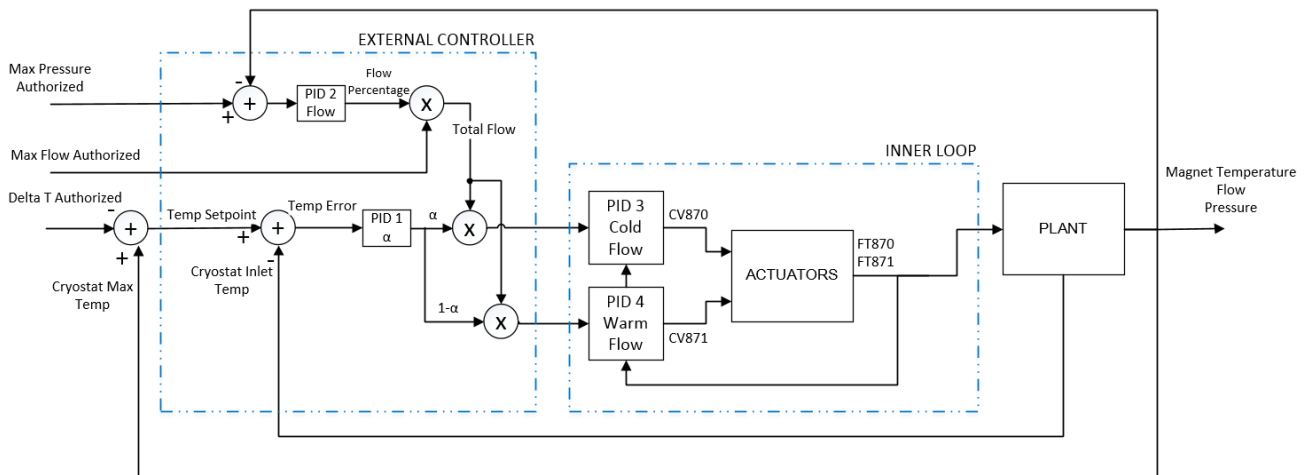 EXTERNAL CONTROLLER
Max Pressure
Authorized
-
+
+
PID 2
Flow
Flow
Percentage
X
Total Flow
Max Flow Authorized
INNER LOOP
Delta T Authorized
-
+
+
Temp Setpoint
+
+
-
Temp Error
PID 1
α
α
X
Cryostat Max
Temp
Cryostat Inlet
Temp
1-α
X
PID 3
Cold
Flow
CV870
PID 4
Warm
Flow
CV871
ACTUATORS
FT870
FT871
PLANT
Magnet Temperature
Flow
Pressure